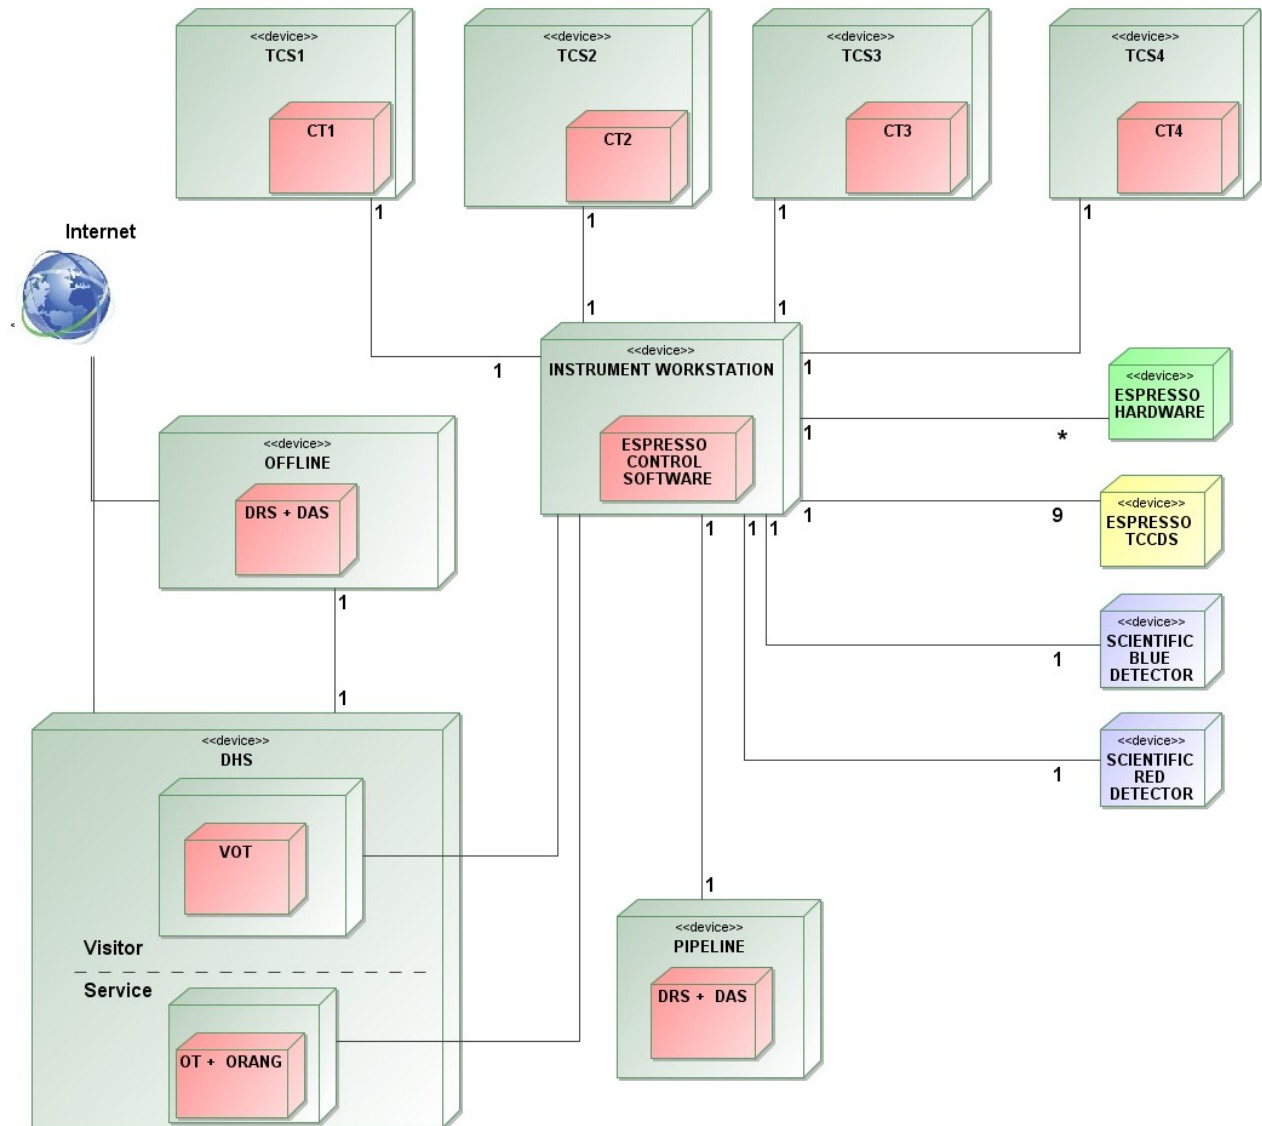 <<device>>
TCS1
CT1
<<device>>
TCS2
CT2
<<device>>
TCS3
CT3
<<device>>
TCS4
CT4
1
1
1
1
Internet
<
1
1
1
1
<<device>>
INSTRUMENT WORKSTATION
ESPRESSO
CONTROL
SOFTWARE
<<device>>
ESPRESSO
HARDWARE
1
*
<<device>>
OFFLINE
DRS + DAS
<<device>>
ESPRESSO
TCCDS
1
9
1
1
1
1
1
<<device>>
SCIENTIFIC
BLUE
DETECTOR
1
<<device>>
SCIENTIFIC
RED
DETECTOR
1
<<device>>
DHS
VOT
Visitor
Service
OT + ORANG
1
<<device>>
PIPELINE
DRS + DAS